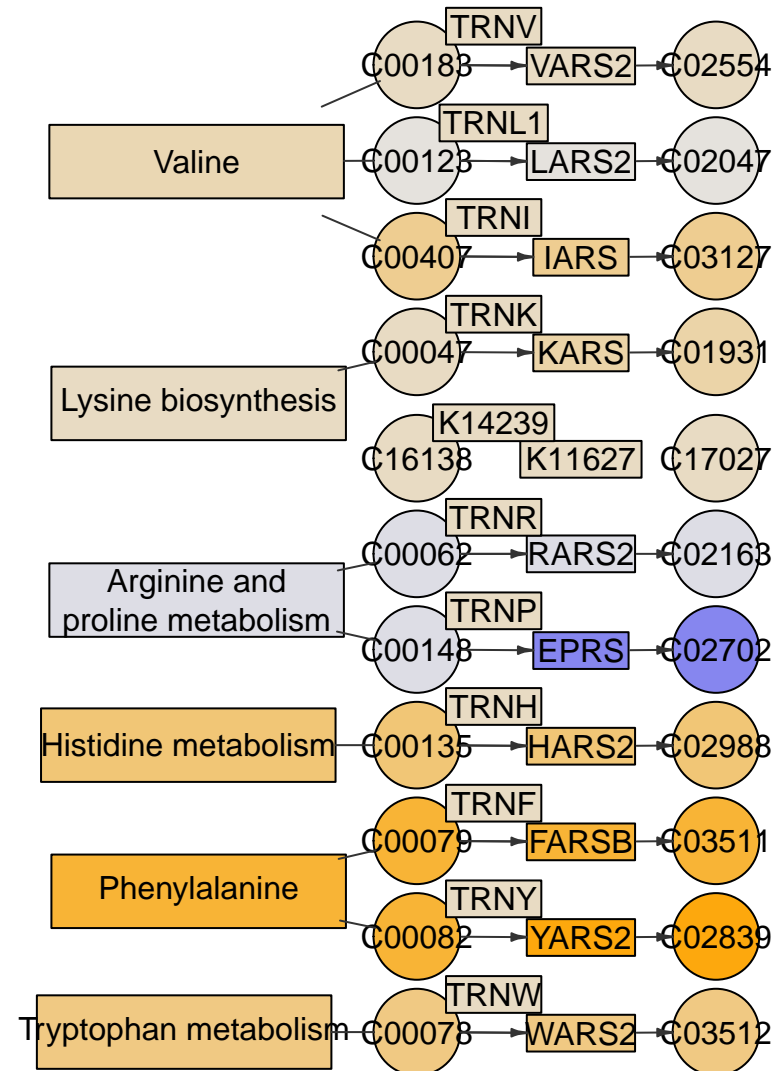 TRNV
C00183
VARS2
C02554
TRNL1
Valine
C00123
LARS2
C02047
TRNI
C00407
IARS
C03127
TRNK
C00047
KARS
C01931
Lysine biosynthesis
K14239
C16138
K11627
C17027
TRNR
C00062
RARS2
C02163
Arginine and
proline metabolism
TRNP
C00148
EPRS
C02702
TRNH
Histidine metabolism
C00135
HARS2
C02988
TRNF
C00079
FARSB
C03511
Phenylalanine
TRNY
C00082
YARS2
C02839
TRNW
Tryptophan metabolism
C00078
WARS2
C03512